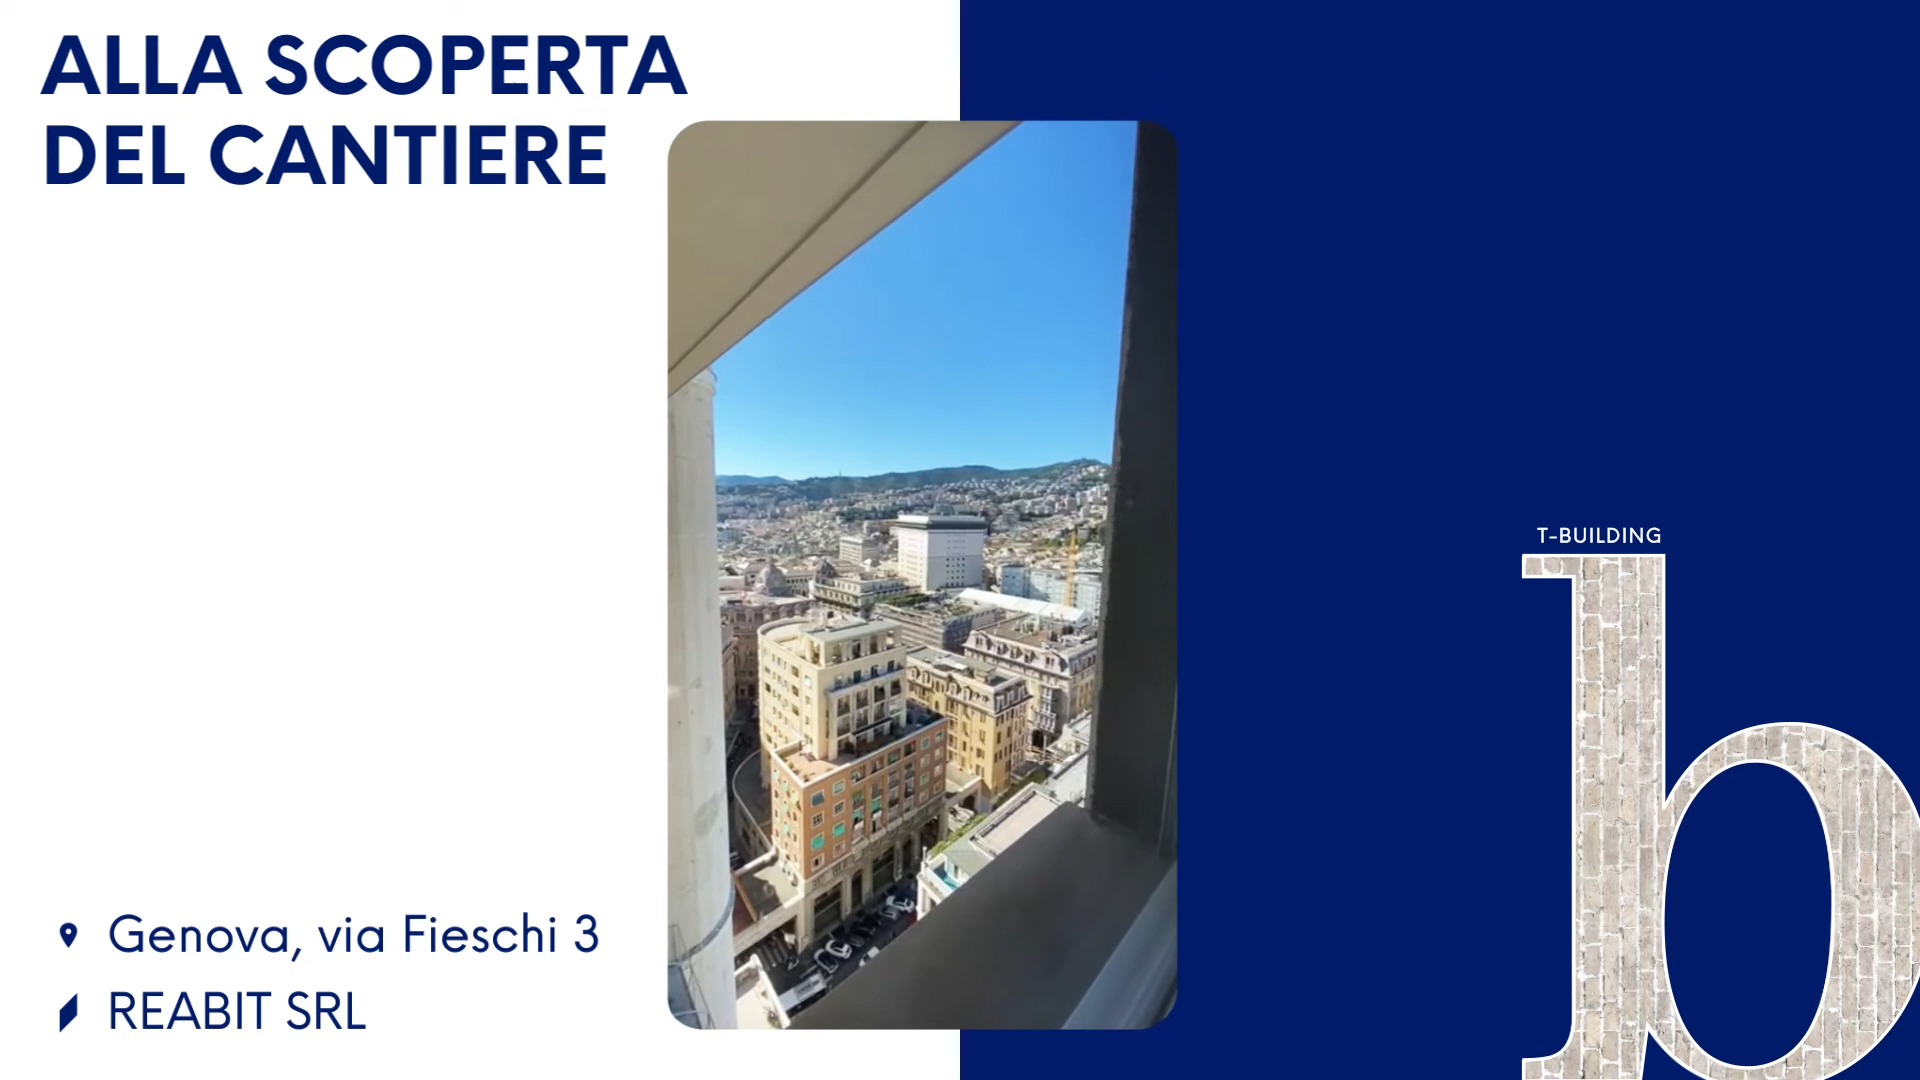 ALLA SCOPERTA
DEL CANTIERE
Genova, via Fieschi 3
REABIT SRL
T-BUILDING
b